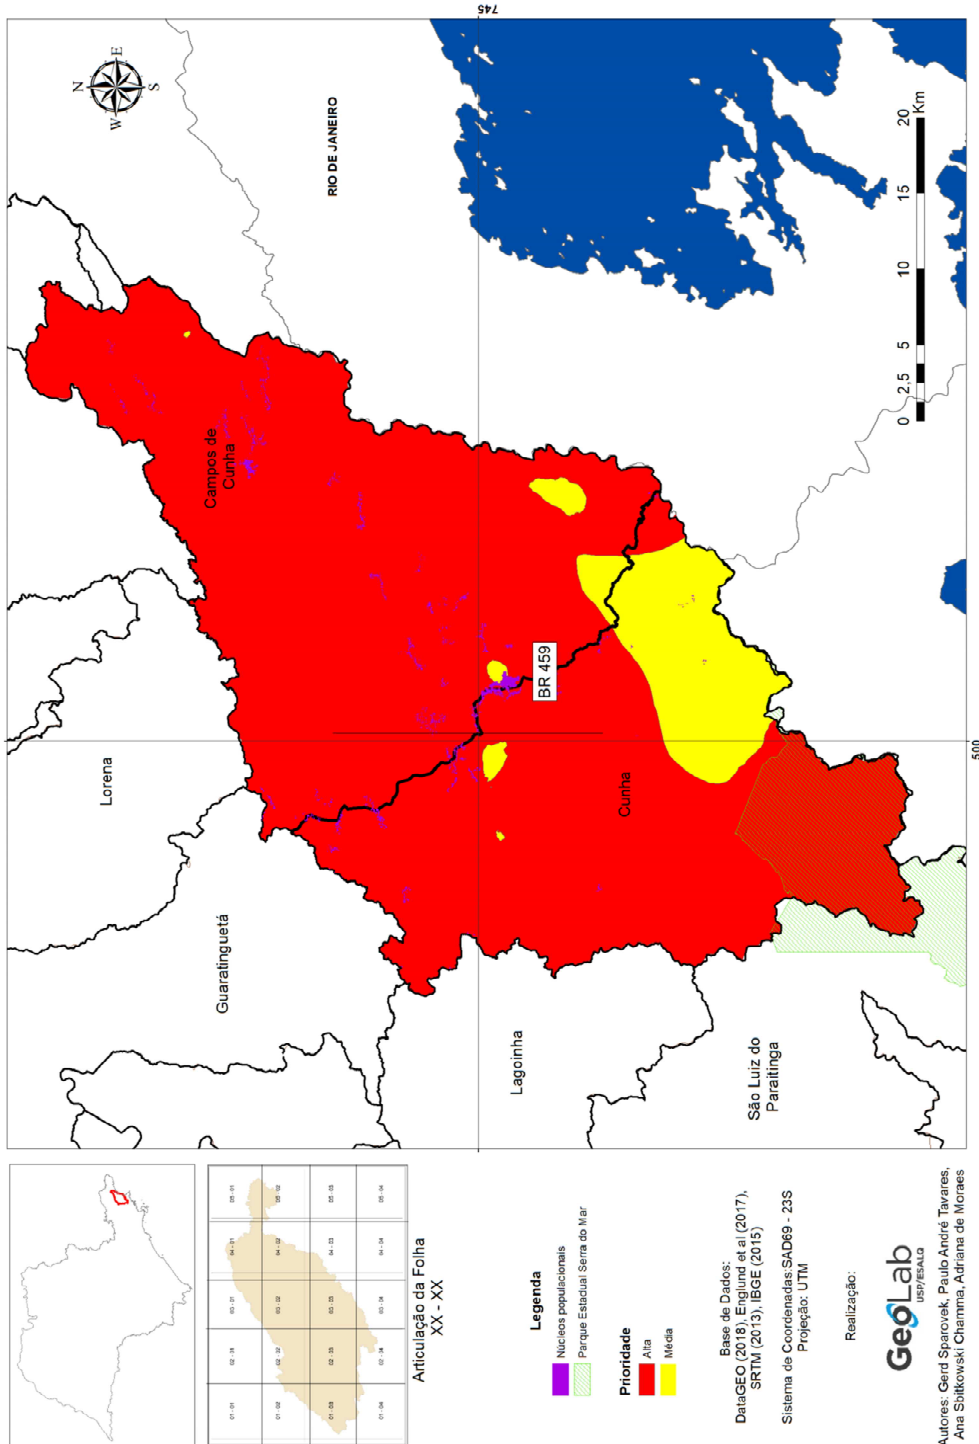 745
N
E
W
S
RIO DE JANEIRO
Campos de
Cunha
Lorena
Guaratinguetá
BR 459
Cunha
Lagoinha
São Luiz do
Paraitinga
500
0
2,5
5
10
15
20
Km
Articulação da Folha
XX - XX
Legenda
Núcleos populacionais
Parque Estadual Serra do Mar
Prioridade
Alta
Média
Base de Dados:
DataGEO (2018), Englund et al (2017),
SRTM (2013), IBGE (2015)
Sistema de Coordenadas:SAD69 - 23S
Projeção: UTM
Realização:
GeoLab
USP/ESALQ
Autores: Gerd Sparovek, Paulo André Tavares,
Ana Sbitkowski Chamma, Adriana de Moraes